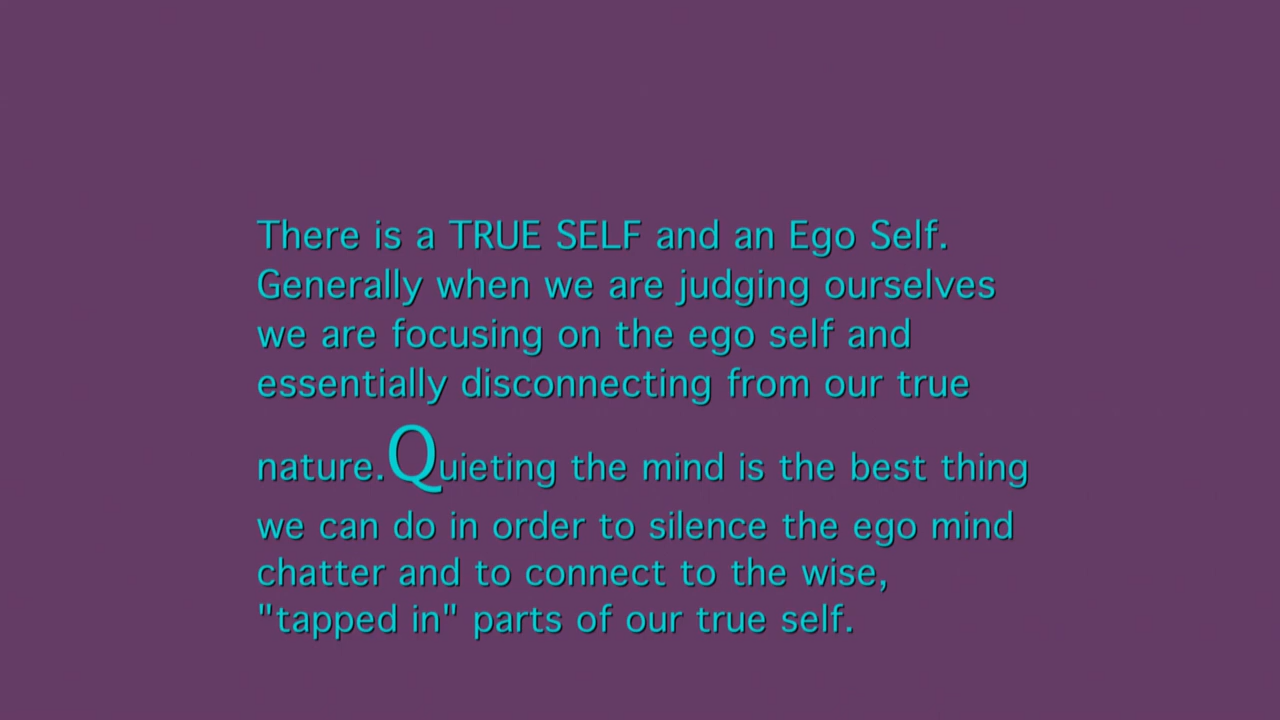 There is a TRUE SELF and an Ego Self.
Generally when we are judging ourselves
we are focusing on the ego self and
essentially disconnecting from our true
nature.Quieting the mind is the best thing
we can do in order to silence the ego mind
chatter and to connect to the wise,
"tapped in" parts of our true self.